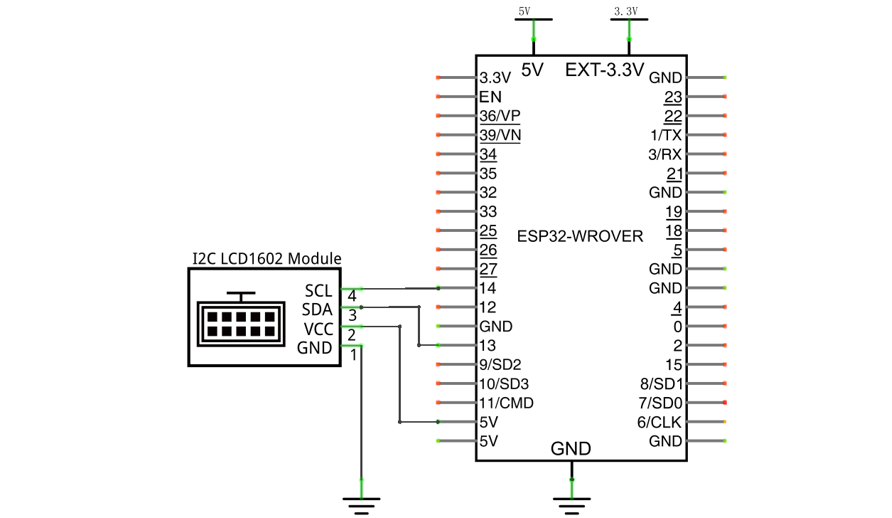 5V
3.3V
5V
EXT-3.3V
3.3V
EN
36/VP
39/VN
34
35
32
33
25
26
27
14
12
GND
13
9/SD2
10/SD3
11/CMD
5V
5V
ESP32-WROVER
GND
GND
23
22
1/TX
3/RX
21
GND
19
18
5
GND
GND
4
0
2
15
8/SD1
7/SD0
6/CLK
GND
I2C LCD1602 Module
SCL 4
SDA 3
VCC 2
GND 1